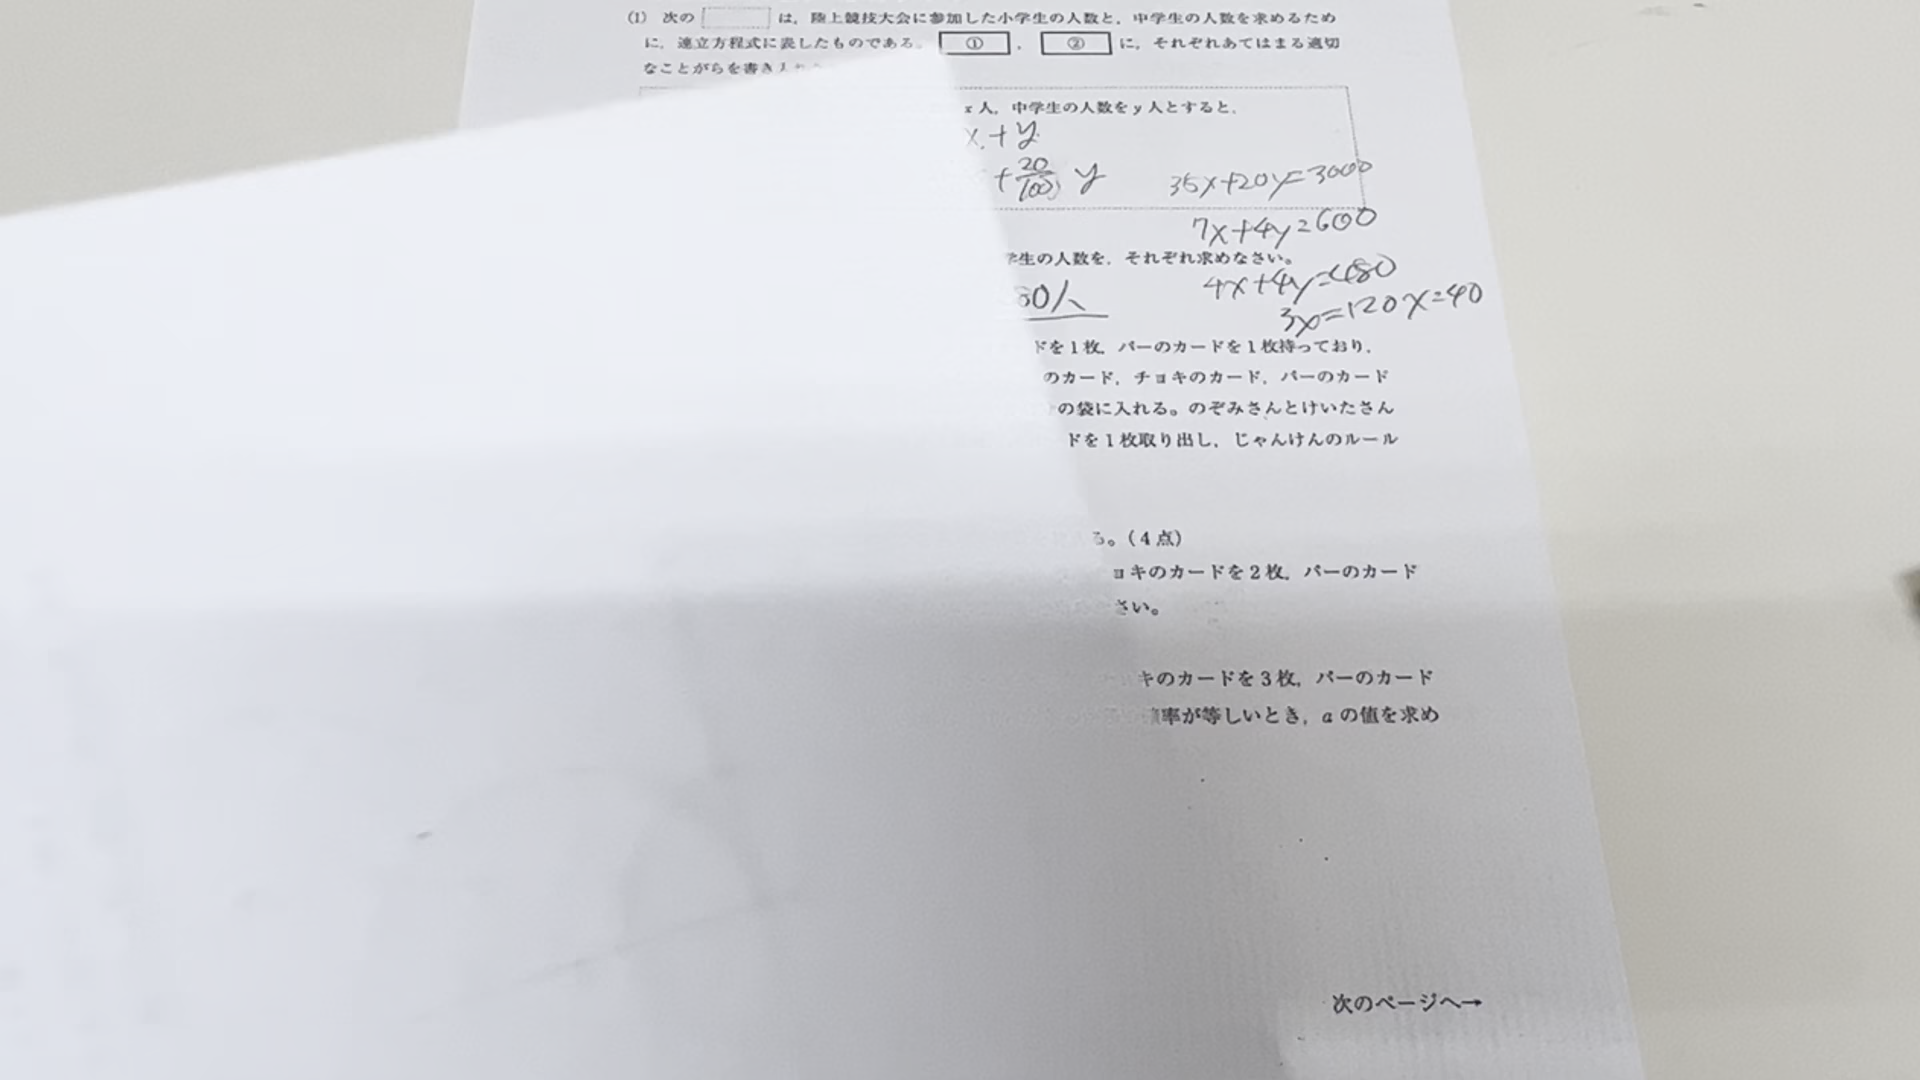 (1) 次の は,陸上競技大会に参加した小学生の人数と,中学生の人数を求めるため
に,連立方程式に表したものである。 ① , ② に,それぞれあてはまる適切
なことがらを書き入れ
x人,中学生の人数をy人とすると,
x+y
+20/100 y
35x+20y=3000
7x+4y=600
学生の人数を,それぞれ求めなさい。
4x+4y=480
80人
3x=120 x=40
ドを1枚,パーのカードを1枚持っており,
のカード,チョキのカード,パーのカード
の袋に入れる。のぞみさんとけいたさん
ドを1枚取り出し,じゃんけんのルール
る。(4点)
ョキのカードを2枚,パーのカード
さい。
キのカードを3枚,パーのカード
率が等しいとき,aの値を求め
次のページへ→